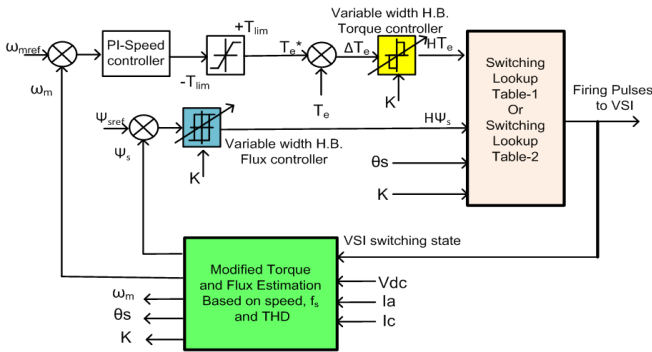 Variable width H.B.
Torque controller
ωmref
PI-Speed
controller
+Tlim
-Tlim
Te*
ΔTe
HTe
Te
K
ωm
Ψsref
Ψs
K
Variable width H.B.
Flux controller
HΨs
θs
K
Switching
Lookup
Table-1
Or
Switching
Lookup
Table-2
Firing Pulses
to VSI
VSI switching state
Modified Torque
and Flux Estimation
Based on speed, fs
and THD
Vdc
Ia
Ic
ωm
θs
K